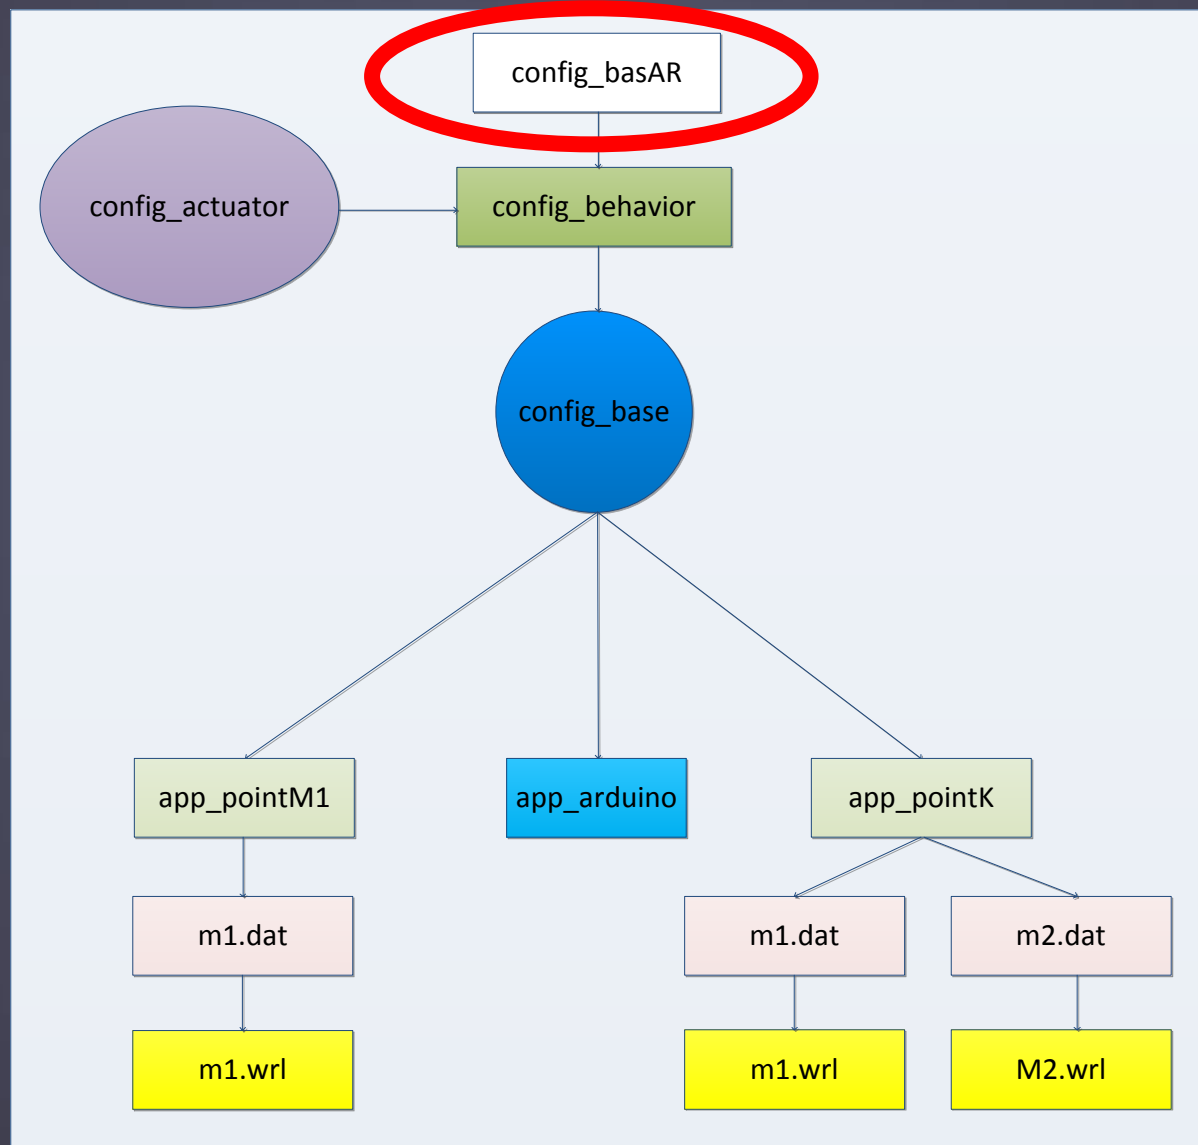 config_basAR
config_actuator
config_behavior
config_base
app_pointM1
app_arduino
app_pointK
m1.dat
m1.dat
m2.dat
m1.wrl
m1.wrl
M2.wrl